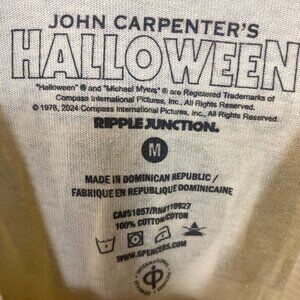 JOHN CARPENTER'S
HALLOWEEN
"Halloween" ® and "Michael Myers" ® are Registered Trademarks of
Compass International Pictures, Inc., All Rights Reserved.
© 1978, 2024 Compass International Pictures, Inc., All Rights Reserved.
RIPPLE JUNCTION.
M
MADE IN DOMINICAN REPUBLIC /
FABRIQUE EN REPUBLIQUE DOMINICAINE
100% COTTON/COTON
WWW.SPENCERS.COM